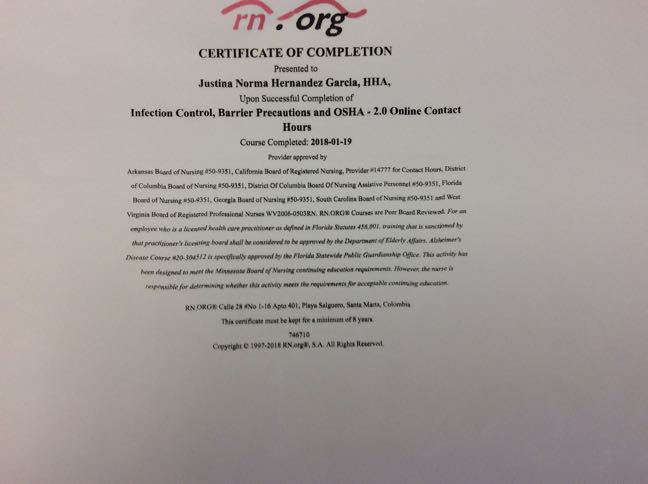 rn.org
CERTIFICATE OF COMPLETION
Presented to
Justina Norma Hernandez Garcia, HHA,
Upon Successful Completion of
Infection Control, Barrier Precautions and OSHA - 2.0 Online Contact
Hours
Course Completed: 2018-01-19
Provider approved by
Arkansas Board of Nursing #50-9351, California Board of Registered Nursing, Provider #14777 for Contact Hours, District
of Columbia Board of Nursing #50-9351, District Of Columbia Board Of Nursing Assistive Personnel #50-9351, Florida
Board of Nursing #50-9351, Georgia Board of Nursing #50-9351, South Carolina Board of Nursing #50-9351 and West
Virginia Board of Registered Professional Nurses WV2006-0503RN. RN.ORG® Courses are Peer Board Reviewed. For an
employee who is a licensed health care practitioner as defined in Florida Statutes 456.001, training that is sanctioned by
that practitioner's licensing board shall be considered to be approved by the Department of Elderly Affairs. Alzheimer's
Disease Course #20-304512 is specifically approved by the Florida Statewide Public Guardianship Office. This activity has
been designed to meet the Minnesota Board of Nursing continuing education requirements. However, the nurse is
responsible for determining whether this activity meets the requirements for acceptable continuing education.
RN.ORG® Calle 28 #No 1-16 Apto 401, Playa Salguero, Santa Marta, Colombia
This certificate must be kept for a minimum of 8 years.
746710
Copyright © 1997-2018 RN.org®, S.A. All Rights Reserved.